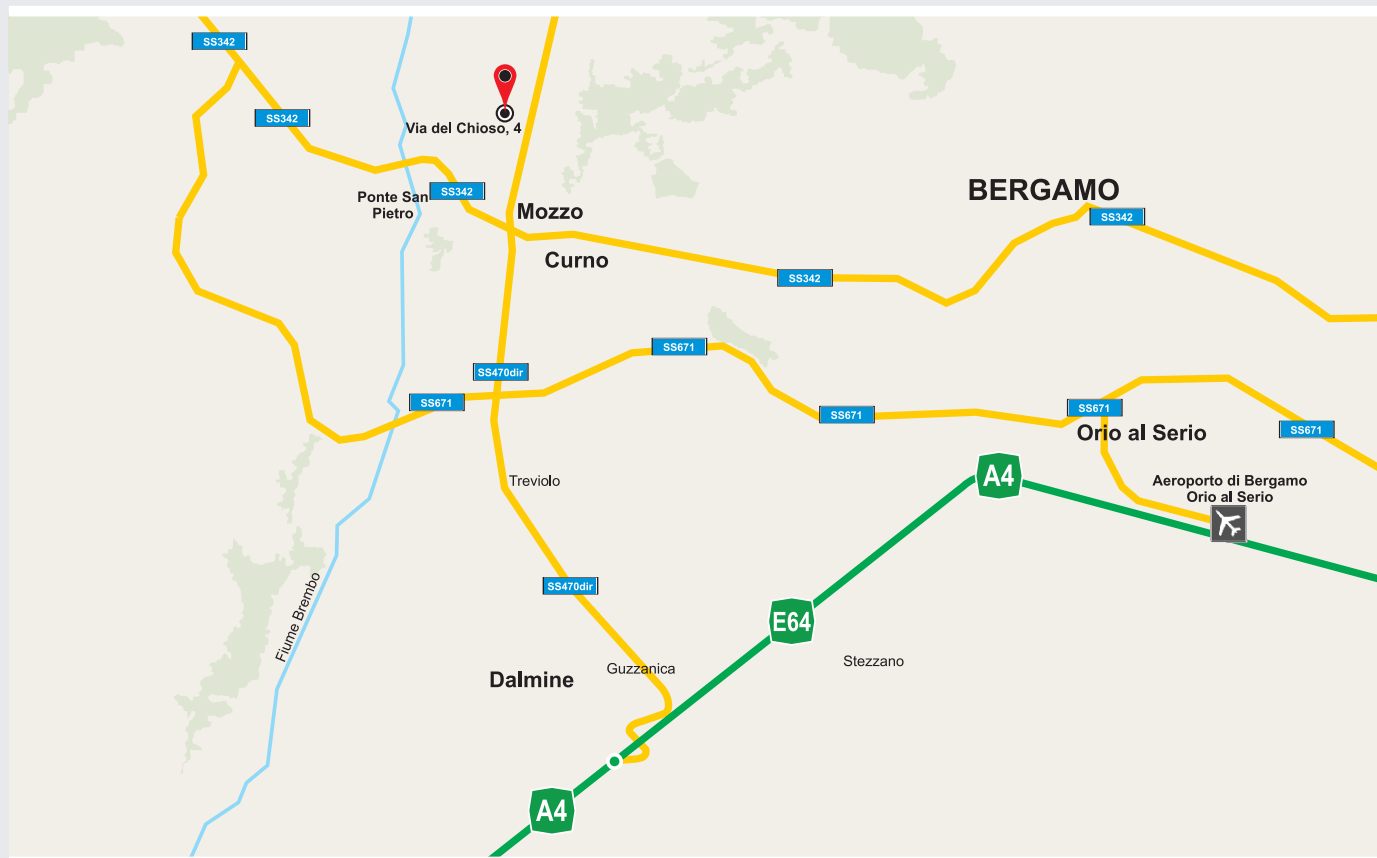 SS342
SS342
Via del Chioso, 4
BERGAMO
Ponte San
Pietro
SS342
Mozzo
SS342
Curno
SS342
SS671
SS470dir
SS671
SS671
SS671
Orio al Serio
SS671
A4
Treviolo
Aeroporto di Bergamo
Orio al Serio
SS470dir
Fiume Brembo
E64
Stezzano
Guzzanica
Dalmine
A4